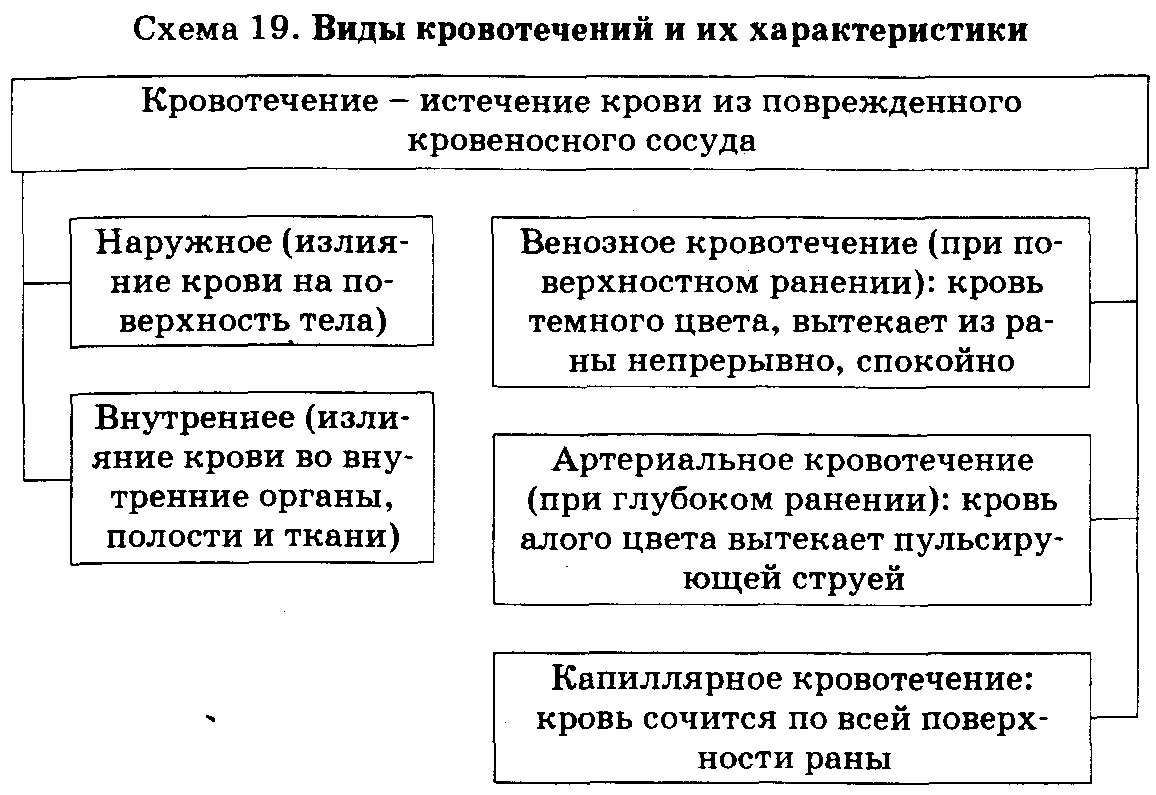 Схема 19. Виды кровотечений и их характеристики
Кровотечение – истечение крови из поврежденного
кровеносного сосуда
Наружное (излия-
ние крови на по-
верхность тела)
Внутреннее (изли-
яние крови во вну-
тренние органы,
полости и ткани)
Венозное кровотечение (при по-
верхностном ранении): кровь
темного цвета, вытекает из ра-
ны непрерывно, спокойно
Артериальное кровотечение
(при глубоком ранении): кровь
алого цвета вытекает пульсиру-
ющей струей
Капиллярное кровотечение:
кровь сочится по всей поверх-
ности раны